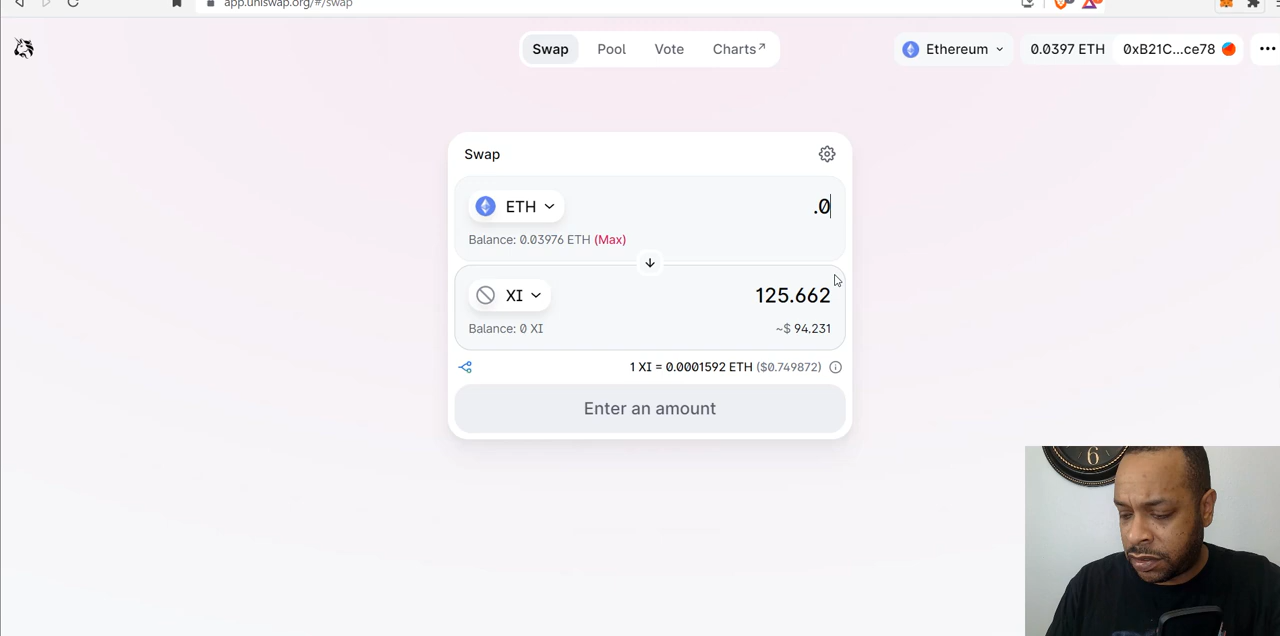 app.uniswap.org/#/swap
Swap Pool Vote Charts↗ Ethereum 0.0397 ETH 0xB21C...ce78
Swap
ETH .0
Balance: 0.03976 ETH (Max)
XI 125.662
Balance: 0 XI ~$ 94.231
1 XI = 0.0001592 ETH ($0.749872)
Enter an amount
6